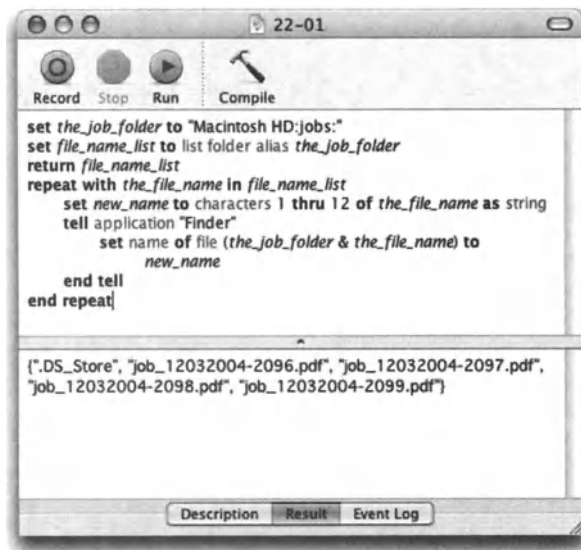 22-01
Record Stop Run Compile
set the_job_folder to "Macintosh HD:jobs:"
set file_name_list to list folder alias the_job_folder
return file_name_list
repeat with the_file_name in file_name_list
set new_name to characters 1 thru 12 of the_file_name as string
tell application "Finder"
set name of file (the_job_folder & the_file_name) to
new_name
end tell
end repeat
{".DS_Store", "job_12032004-2096.pdf", "job_12032004-2097.pdf",
"job_12032004-2098.pdf", "job_12032004-2099.pdf"}
Description Result Event Log